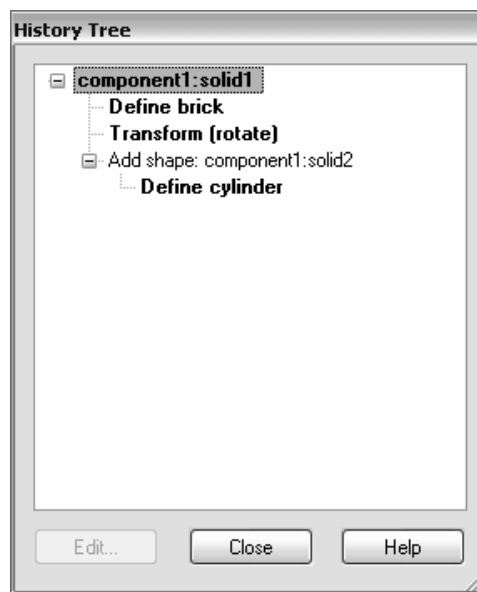 History Tree
component1:solid1
Define brick
Transform (rotate)
Add shape: component1:solid2
Define cylinder
Edit...
Close
Help